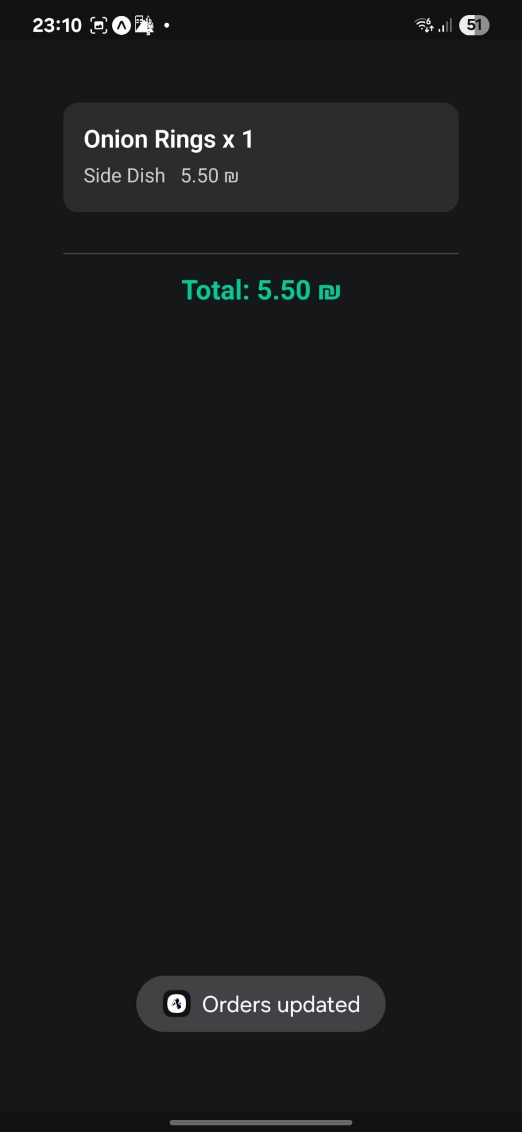 23:10
51
Onion Rings x 1
Side Dish 5.50 ₪
Total: 5.50 ₪
Orders updated